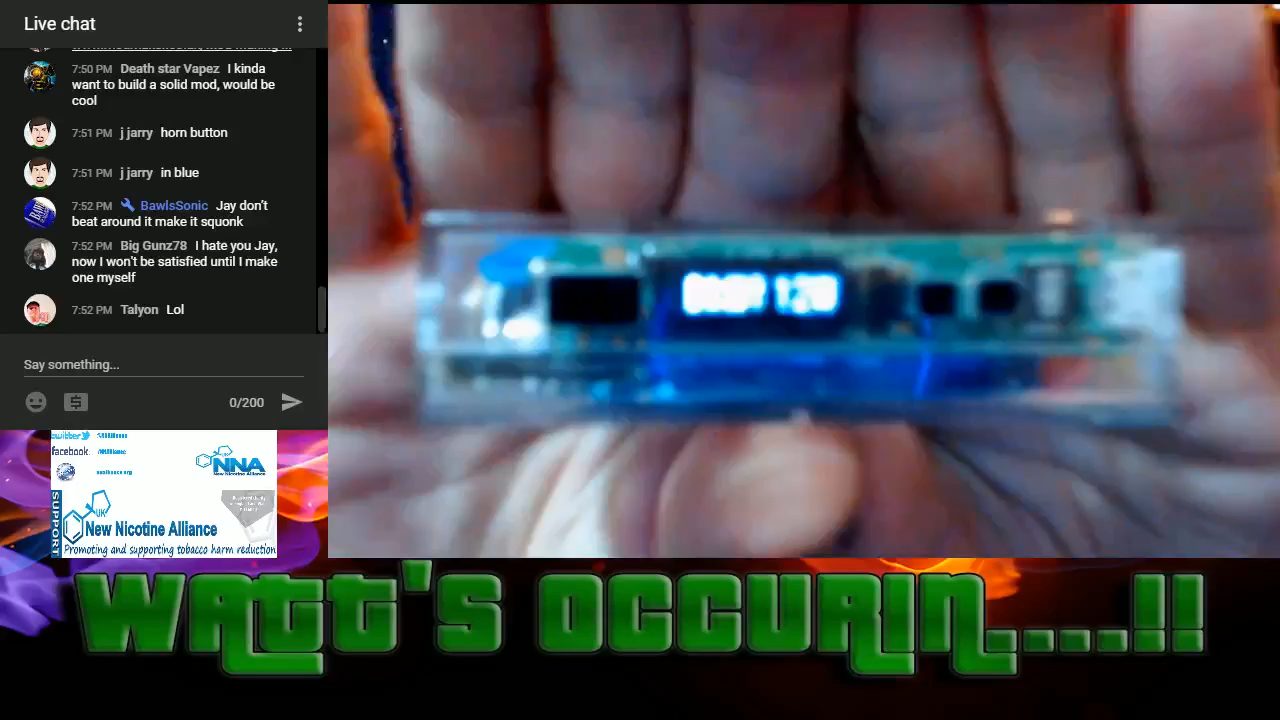 Live chat
7:50 PM Death star Vapez I kinda
want to build a solid mod, would be
cool
7:51 PM j jarry horn button
7:51 PM j jarry in blue
7:52 PM BawlsSonic Jay don't
beat around it make it squonk
7:52 PM Big Gunz78 I hate you Jay,
now I won't be satisfied until I make
one myself
7:52 PM Talyon Lol
Say something...
0/200
twitter
facebook
NNA
New Nicotine Alliance
SUPPORT
UK
New Nicotine Alliance
Promoting and supporting tobacco harm reduction
WATT'S OCCURIN....!!